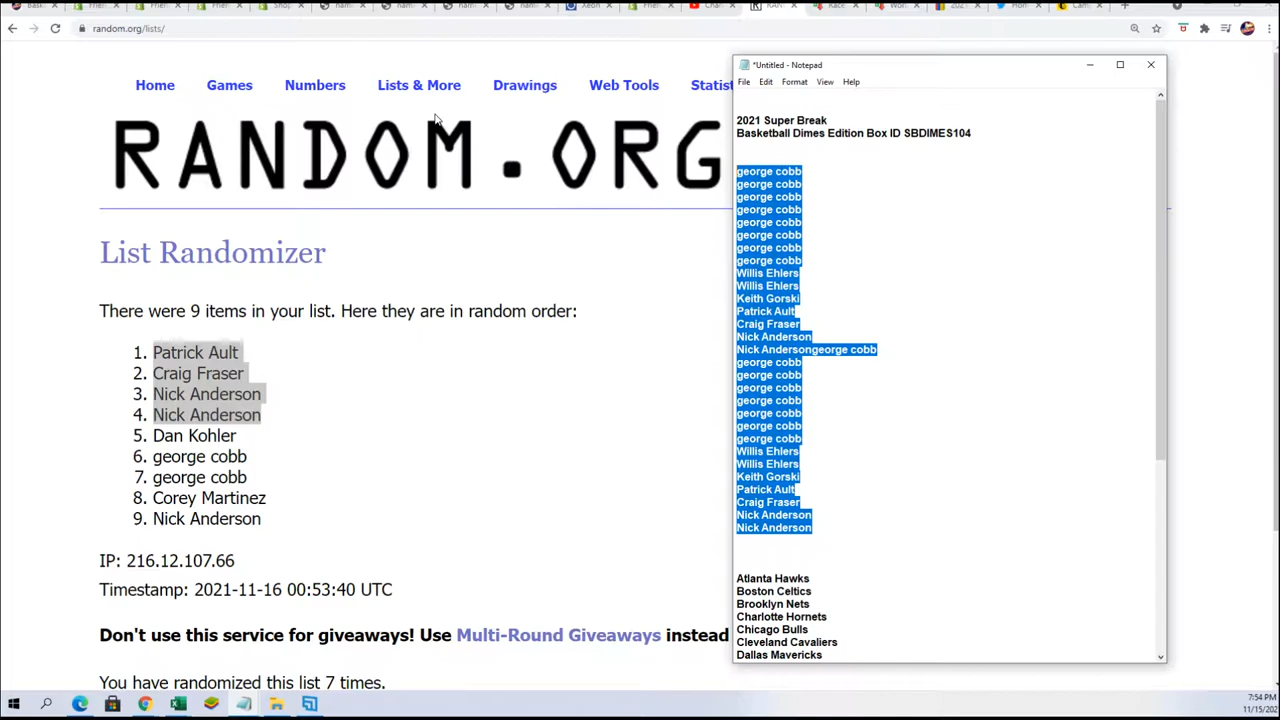 random.org/lists/
Home Games Numbers Lists & More Drawings Web Tools
RANDOM.ORG
List Randomizer
There were 9 items in your list. Here they are in random order:
1. Patrick Ault
2. Craig Fraser
3. Nick Anderson
4. Nick Anderson
5. Dan Kohler
6. george cobb
7. george cobb
8. Corey Martinez
9. Nick Anderson
IP: 216.12.107.66
Timestamp: 2021-11-16 00:53:40 UTC
Don't use this service for giveaways! Use Multi-Round Giveaways instead
You have randomized this list 7 times.
*Untitled - Notepad
File Edit Format View Help
2021 Super Break
Basketball Dimes Edition Box ID SBDIMES104
george cobb
george cobb
george cobb
george cobb
george cobb
george cobb
george cobb
george cobb
Willis Ehlers
Willis Ehlers
Keith Gorski
Patrick Ault
Craig Fraser
Nick Anderson
Nick Andersongeorge cobb
george cobb
george cobb
george cobb
george cobb
george cobb
george cobb
george cobb
Willis Ehlers
Willis Ehlers
Keith Gorski
Patrick Ault
Craig Fraser
Nick Anderson
Nick Anderson
Atlanta Hawks
Boston Celtics
Brooklyn Nets
Charlotte Hornets
Chicago Bulls
Cleveland Cavaliers
Dallas Mavericks
7:54 PM